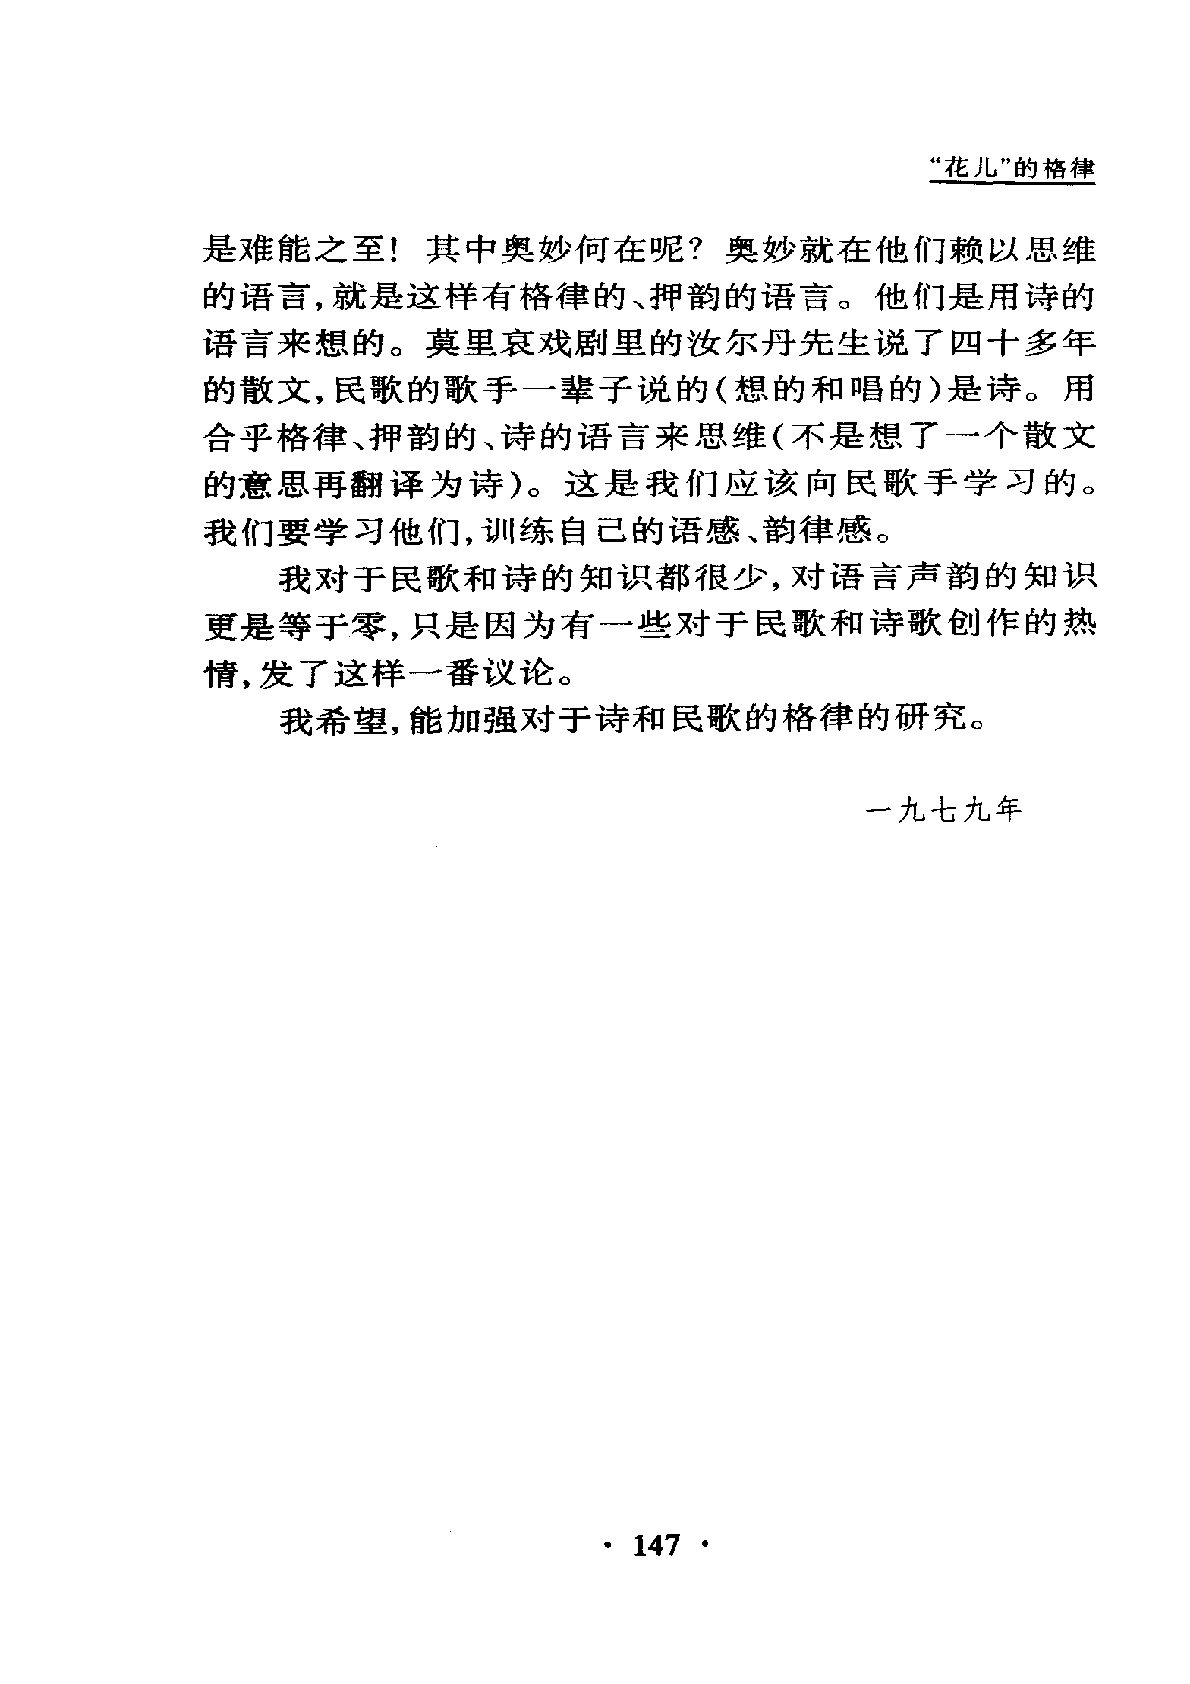 “花儿”的格律
是难能之至！其中奥妙何在呢？奥妙就在他们赖以思维
的语言，就是这样有格律的、押韵的语言。他们是用诗的
语言来想的。莫里哀戏剧里的汝尔丹先生说了四十多年
的散文，民歌的歌手一辈子说的（想的和唱的）是诗。用
合乎格律、押韵的、诗的语言来思维（不是想了一个散文
的意思再翻译为诗）。这是我们应该向民歌手学习的。
我们要学习他们，训练自己的语感、韵律感。
我对于民歌和诗的知识都很少，对语言声韵的知识
更是等于零，只是因为有一些对于民歌和诗歌创作的热
情，发了这样一番议论。
我希望，能加强对于诗和民歌的格律的研究。
一九七九年
· 147 ·